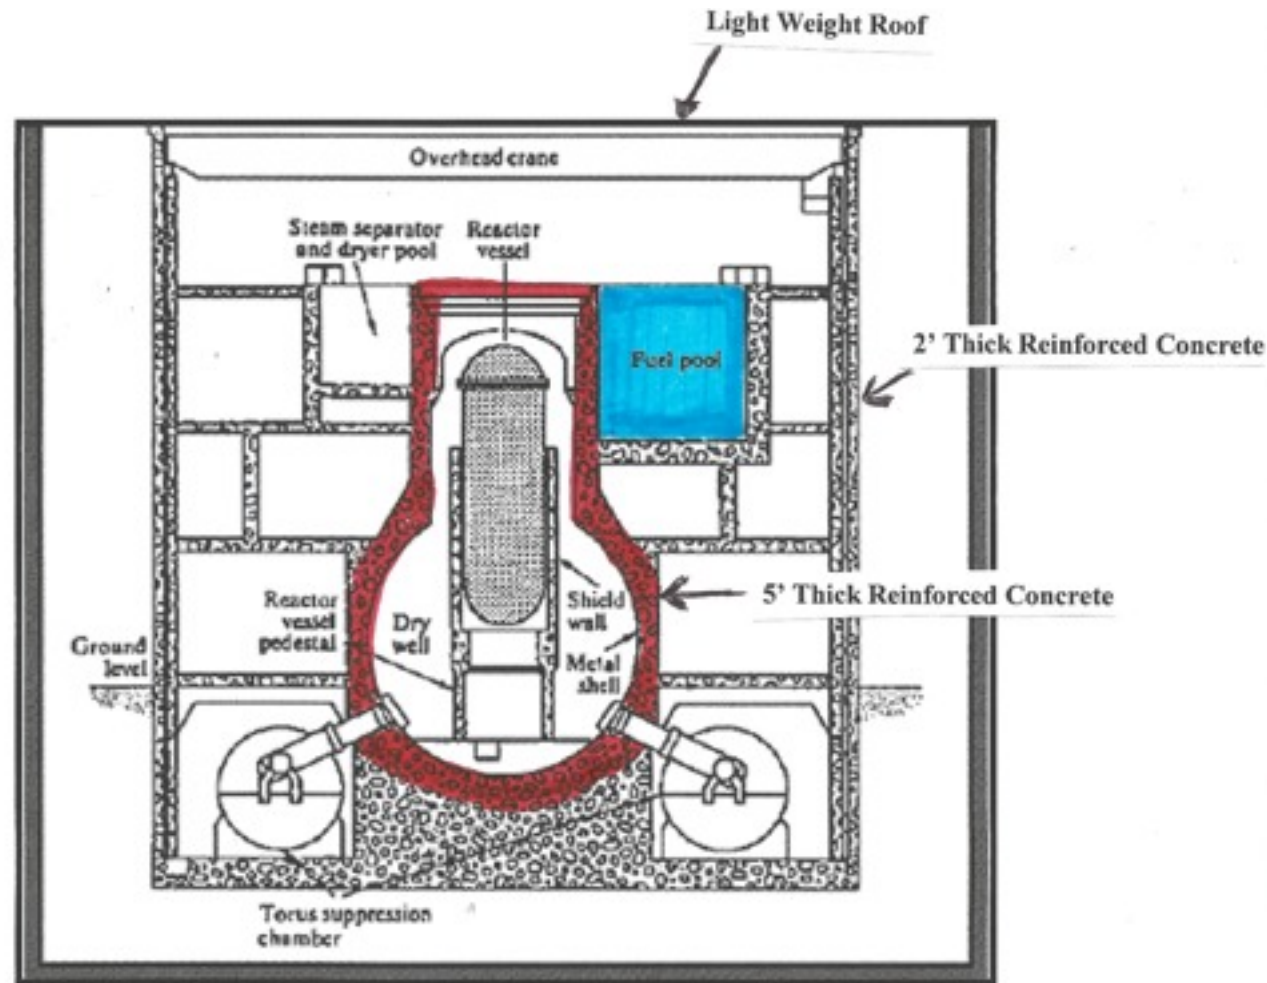 Light Weight Roof
Overhead crane
Steam separator
and dryer pool
Reactor
vessel
2' Thick Reinforced Concrete
Fuel pool
5' Thick Reinforced Concrete
Reactor
vessel
pedestal
Dry
well
Shield
wall
Metal
shell
Ground
level
Torus suppression
chamber